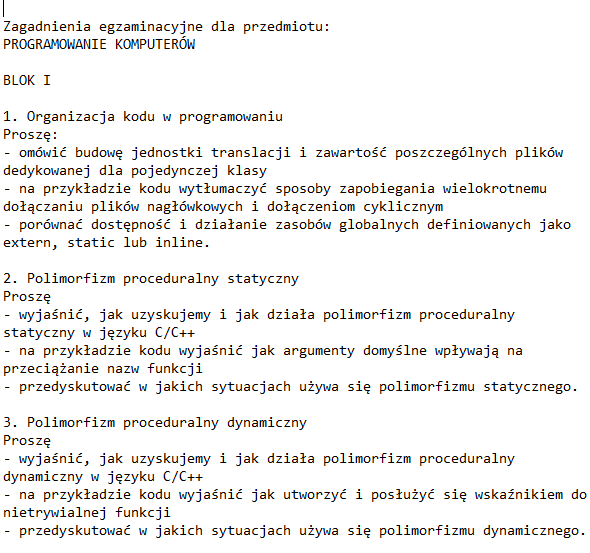 Zagadnienia egzaminacyjne dla przedmiotu:
PROGRAMOWANIE KOMPUTERÓW
BLOK I
1. Organizacja kodu w programowaniu
Proszę:
- omówić budowę jednostki translacji i zawartość poszczególnych plików
dedykowanej dla pojedynczej klasy
- na przykładzie kodu wytłumaczyć sposoby zapobiegania wielokrotnemu
dołączaniu plików nagłówkowych i dołączeniom cyklicznym
- porównać dostępność i działanie zasobów globalnych definiowanych jako
extern, static lub inline.
2. Polimorfizm proceduralny statyczny
Proszę
- wyjaśnić, jak uzyskujemy i jak działa polimorfizm proceduralny
statyczny w języku C/C++
- na przykładzie kodu wyjaśnić jak argumenty domyślne wpływają na
przeciążanie nazw funkcji
- przedyskutować w jakich sytuacjach używa się polimorfizmu statycznego.
3. Polimorfizm proceduralny dynamiczny
Proszę
- wyjaśnić, jak uzyskujemy i jak działa polimorfizm proceduralny
dynamiczny w języku C/C++
- na przykładzie kodu wyjaśnić jak utworzyć i posłużyć się wskaźnikiem do
nietrywialnej funkcji
- przedyskutować w jakich sytuacjach używa się polimorfizmu dynamicznego.